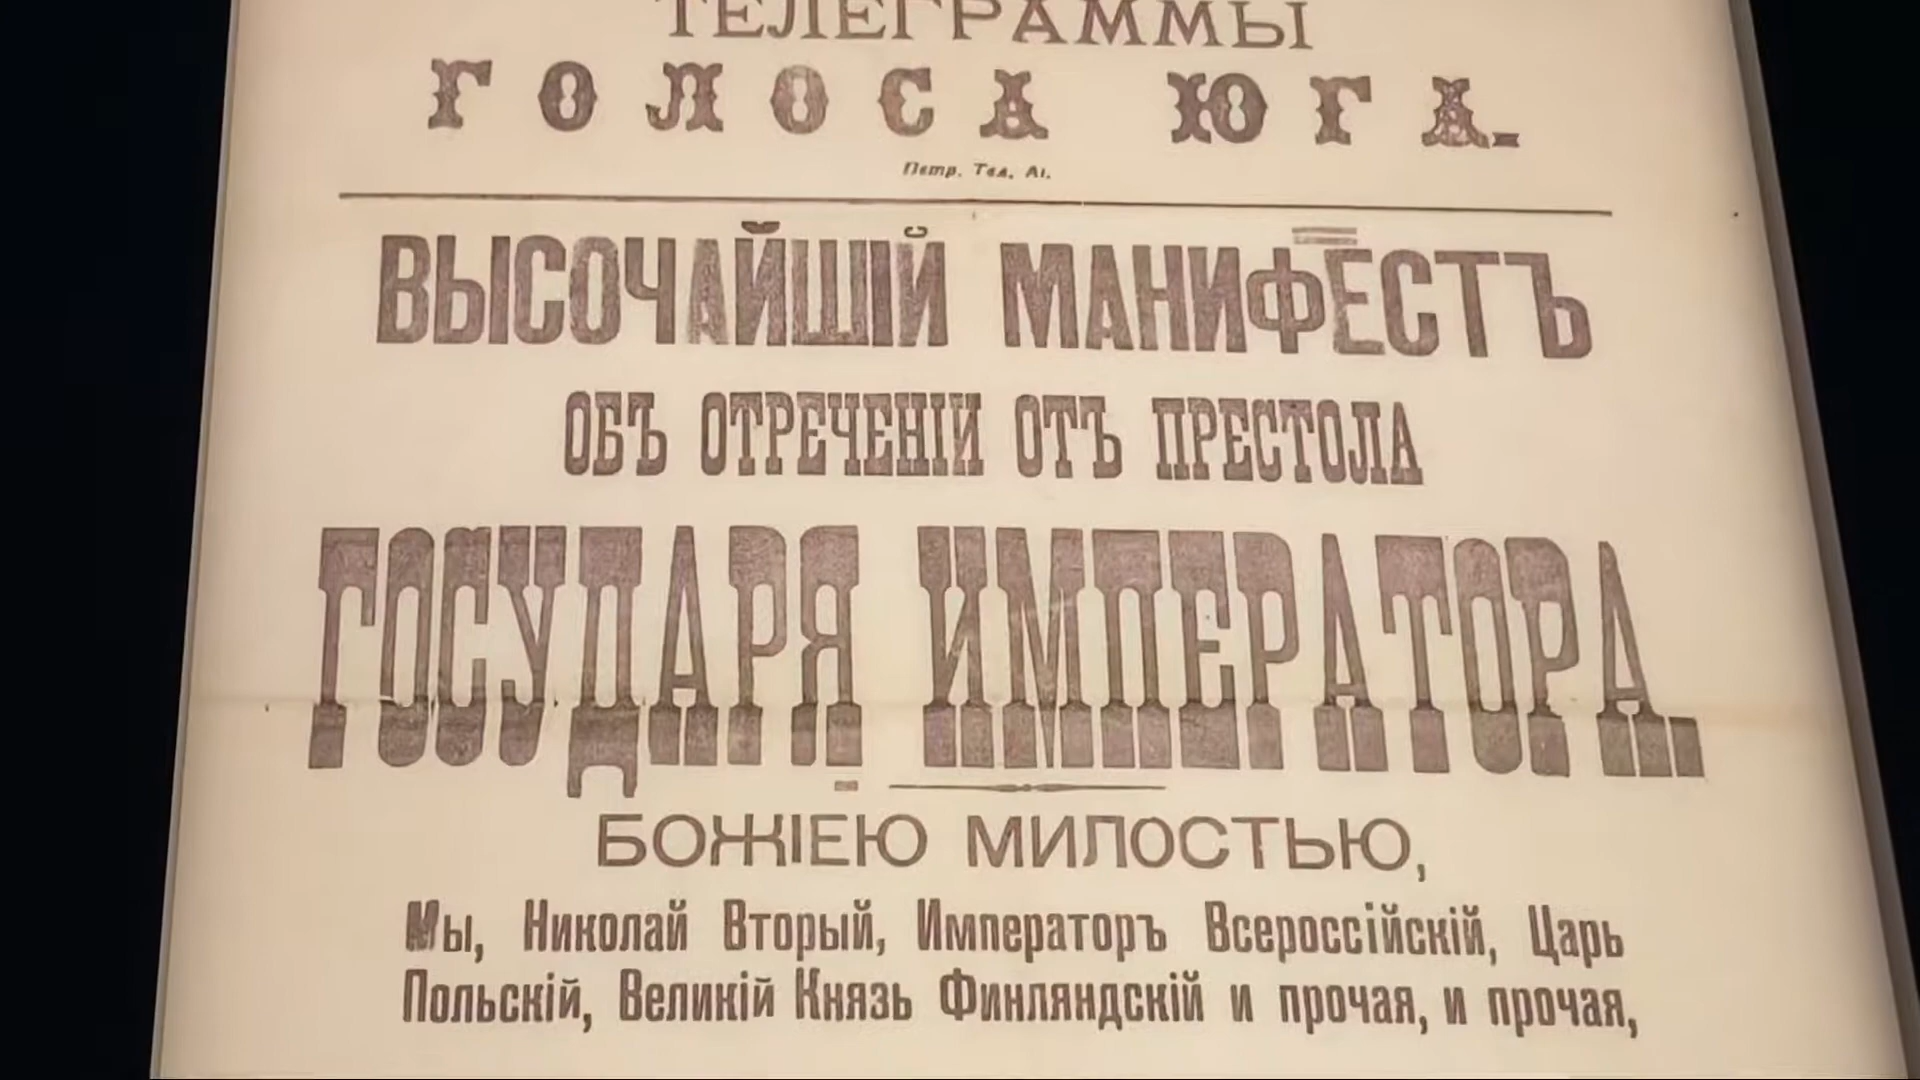 ТЕЛЕГРАММЫ
ГОЛОСА ЮГА.
Петр. Тел. Аг.
ВЫСОЧАЙШІЙ МАНИФЕСТЪ
ОБЪ ОТРЕЧЕНІИ ОТЪ ПРЕСТОЛА
ГОСУДАРЯ ИМПЕРАТОРА.
БОЖІЕЮ МИЛОСТЬЮ,
Мы, Николай Вторый, Императоръ Всероссійскій, Царь
Польскій, Великій Князь Финляндскій и прочая, и прочая,